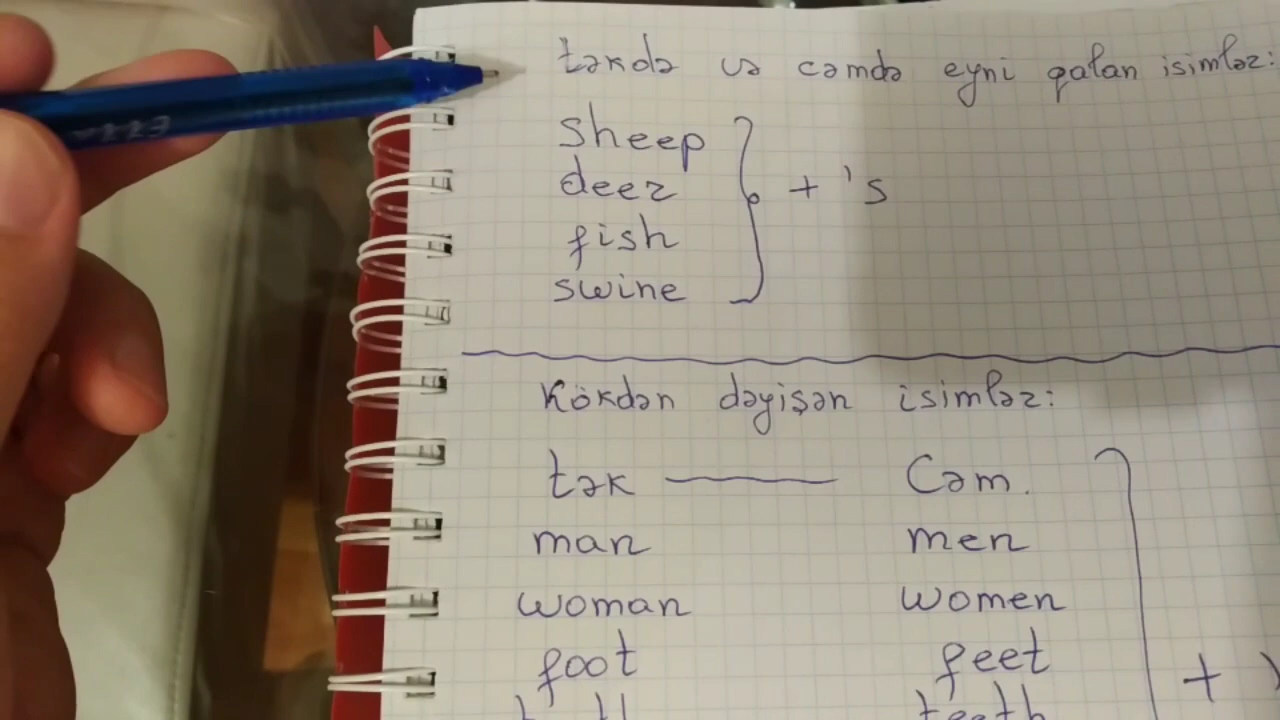 təkdə və cəmdə eyni qalan isimlər:
sheep
deer
fish
swine
+ 's
Kökdən dəyişən isimlər:
tək — Cəm.
man men
woman women
foot feet
teeth
+